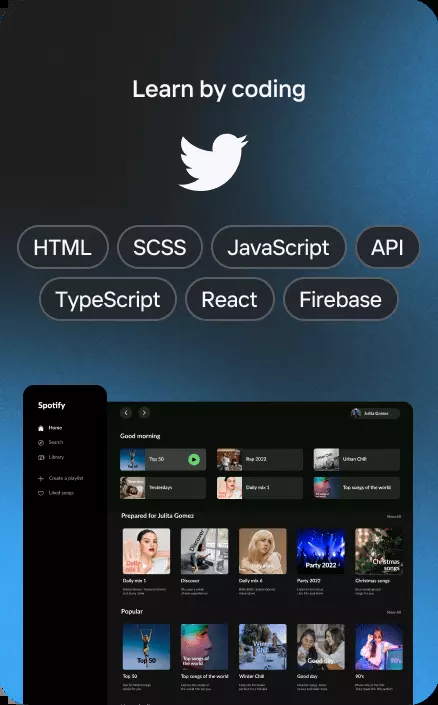 Learn by coding
HTML SCSS JavaScript API
TypeScript React Firebase
Spotify
Julita Gomez
Home
Search
Library
Create a playlist
Liked songs
Good morning
Top 50
Rap 2022
Urban Chill
Yesterdays
Daily mix 1
Top songs of the world
Prepared for Julita Gomez
Show All
Daily mix 1
Discover
Party 2022
Christmas songs
Daily mix 1
Discover
Daily mix 6
Party 2022
Christmas songs
Popular
Show All
Top 50
Top songs of the world
Winter Chill
Good day
90's
Top 50
Top songs of the world
Winter Chill
Good day
90's